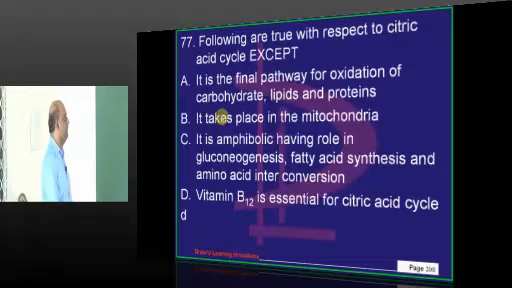 77. Following are true with respect to citric
acid cycle EXCEPT
A. It is the final pathway for oxidation of
carbohydrate, lipids and proteins
B. It takes place in the mitochondria
C. It is amphibolic having role in
gluconeogenesis, fatty acid synthesis and
amino acid inter conversion
D. Vitamin B12 is essential for citric acid cycle
d
Learning
Page